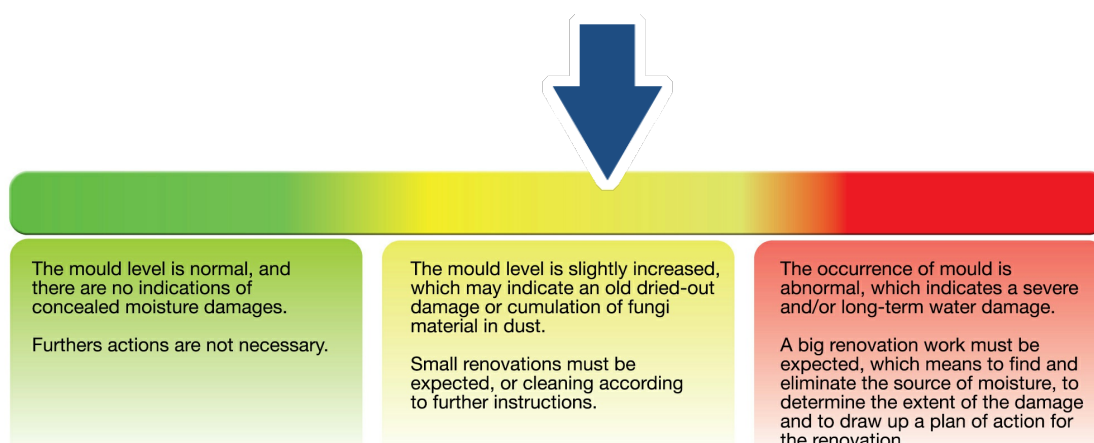 The mould level is normal, and
there are no indications of
concealed moisture damages.
Furthers actions are not necessary.
The mould level is slightly increased,
which may indicate an old dried-out
damage or cumulation of fungi
material in dust.
Small renovations must be
expected, or cleaning according
to further instructions.
The occurrence of mould is
abnormal, which indicates a severe
and/or long-term water damage.
A big renovation work must be
expected, which means to find and
eliminate the source of moisture, to
determine the extent of the damage
and to draw up a plan of action for
the renovation